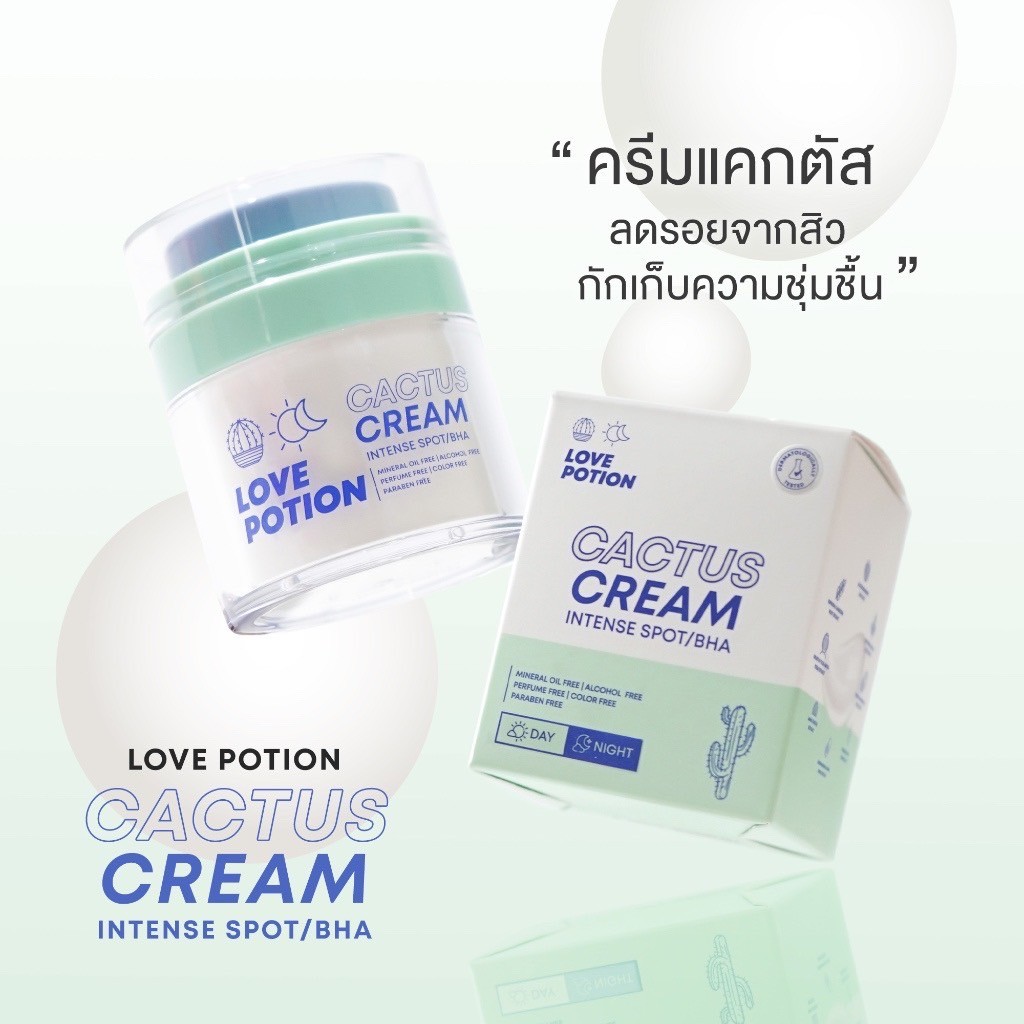 “ ครีมแคกตัส
ลดรอยจากสิว
กักเก็บความชุ่มชื้น ”
CACTUS
CREAM
INTENSE SPOT/BHA
LOVE
POTION
MINERAL OIL FREE | ALCOHOL FREE
PERFUME FREE | COLOR FREE
PARABEN FREE
LOVE
POTION
DERMATOLOGICALLY
TESTED
CACTUS
CREAM
INTENSE SPOT/BHA
MINERAL OIL FREE | ALCOHOL FREE
PERFUME FREE | COLOR FREE
PARABEN FREE
DAY
NIGHT
LOVE POTION
CACTUS
CREAM
INTENSE SPOT/BHA